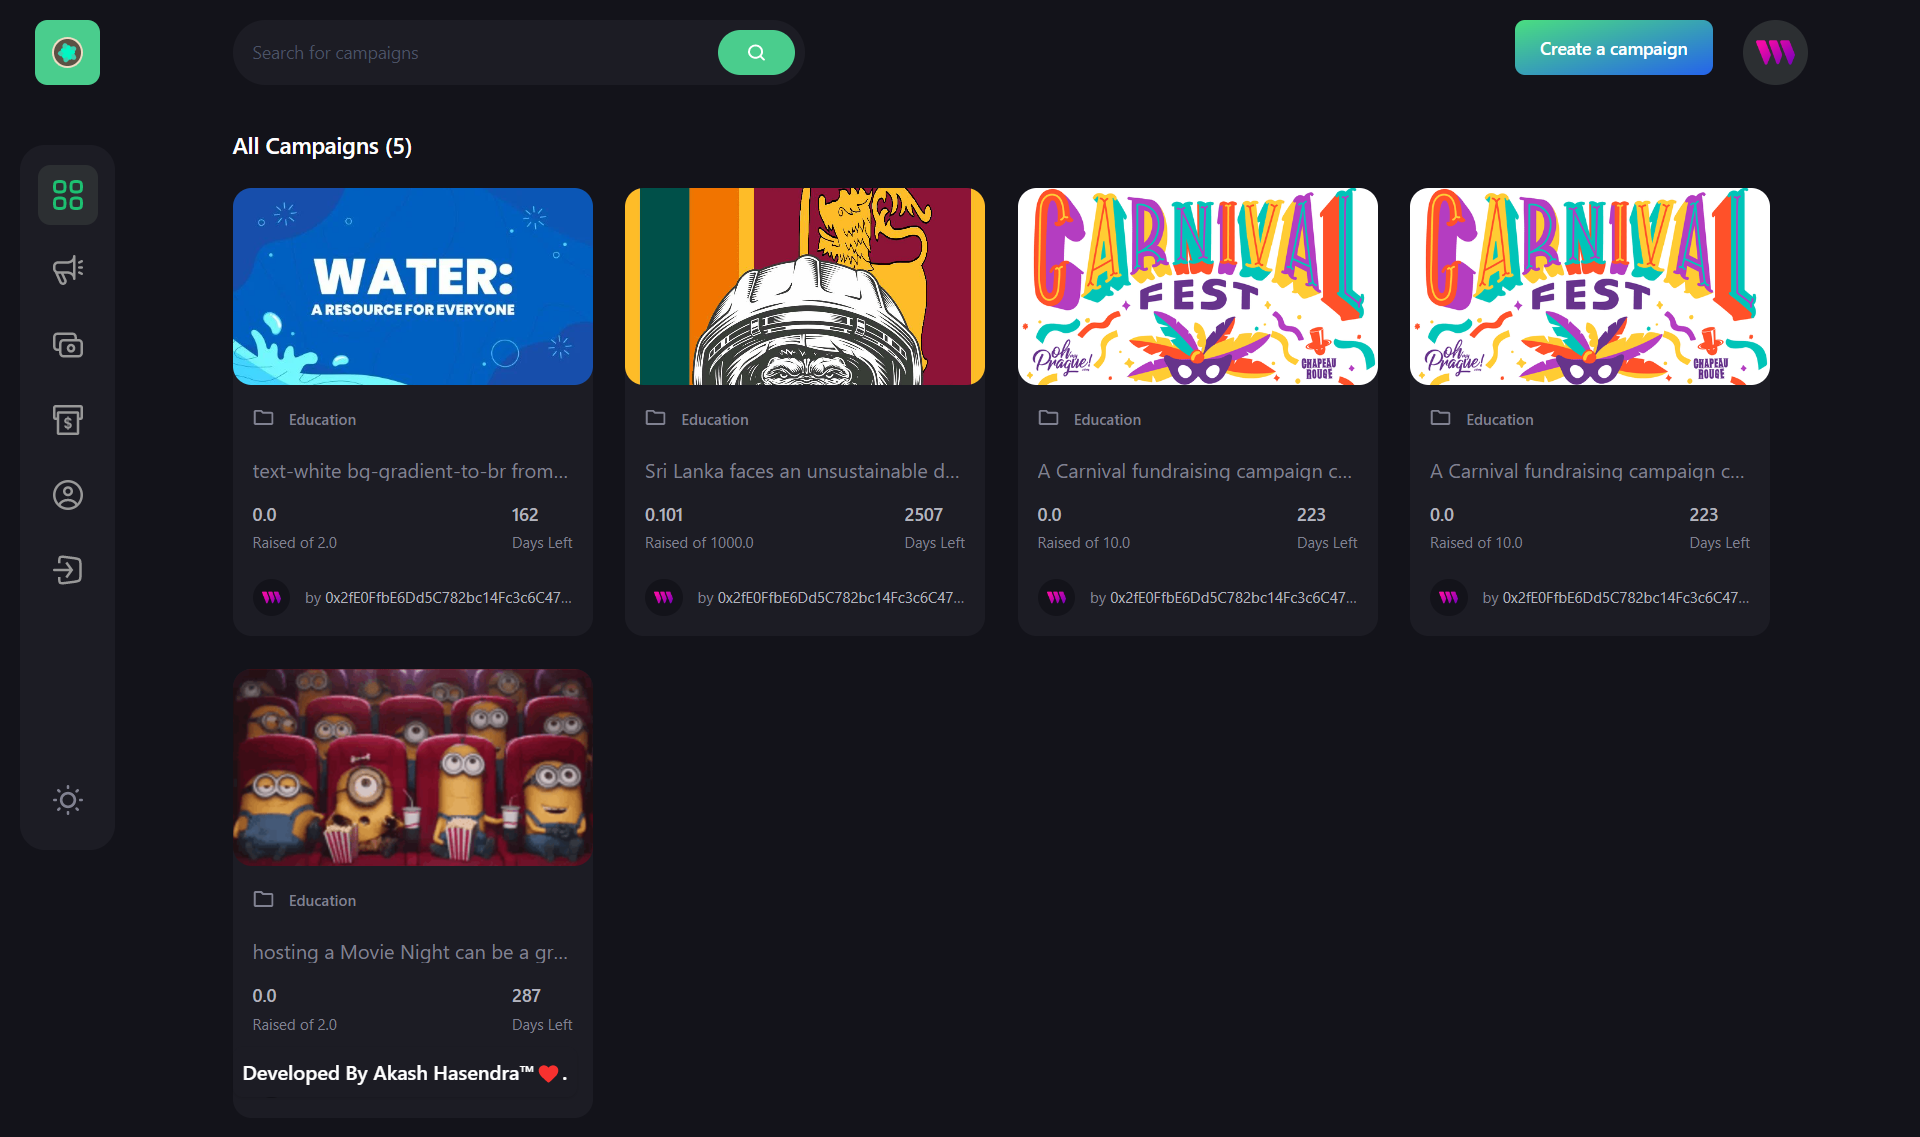 Search for campaigns
Create a campaign
All Campaigns (5)
WATER:
A RESOURCE FOR EVERYONE
Education
text-white bg-gradient-to-br from...
0.0
162
Raised of 2.0
Days Left
by 0x2fE0FfbE6Dd5C782bc14Fc3c6C47...
Education
Sri Lanka faces an unsustainable d...
0.101
2507
Raised of 1000.0
Days Left
by 0x2fE0FfbE6Dd5C782bc14Fc3c6C47...
CARNIVAL
FEST
oh my Prague!
CHAPEAU
ROUGE
Education
A Carnival fundraising campaign c...
0.0
223
Raised of 10.0
Days Left
by 0x2fE0FfbE6Dd5C782bc14Fc3c6C47...
CARNIVAL
FEST
oh my Prague!
CHAPEAU
ROUGE
Education
A Carnival fundraising campaign c...
0.0
223
Raised of 10.0
Days Left
by 0x2fE0FfbE6Dd5C782bc14Fc3c6C47...
Education
hosting a Movie Night can be a gr...
0.0
287
Raised of 2.0
Days Left
Developed By Akash Hasendra™❤️.